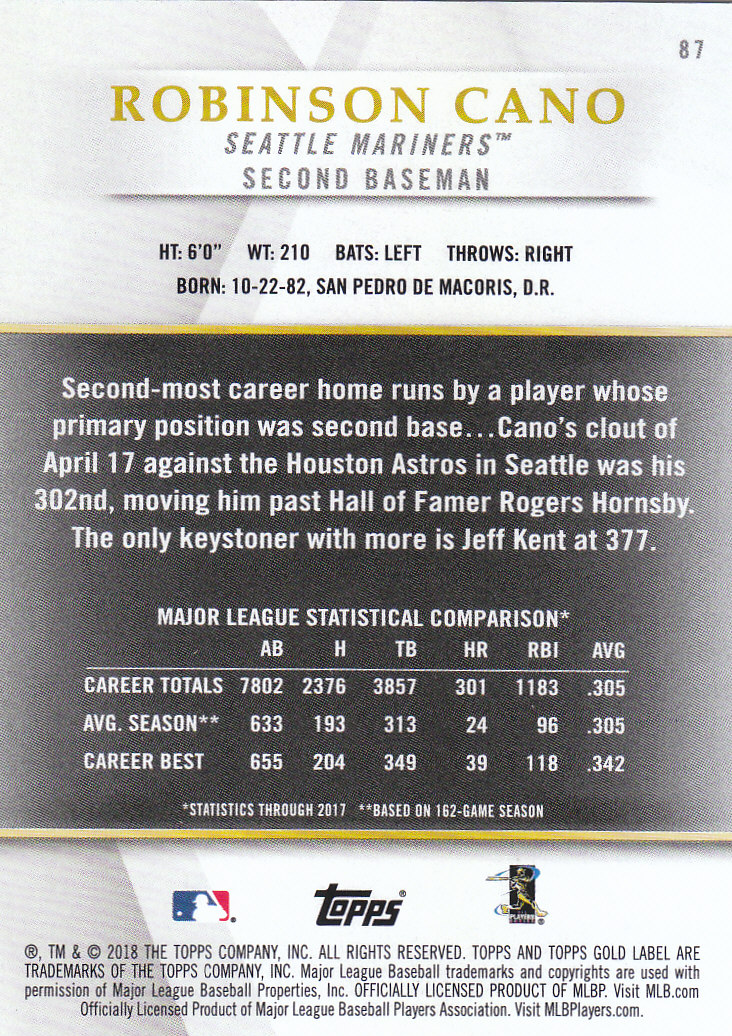 87
ROBINSON CANO
SEATTLE MARINERS™
SECOND BASEMAN
HT: 6'0" WT: 210 BATS: LEFT THROWS: RIGHT
BORN: 10-22-82, SAN PEDRO DE MACORIS, D.R.
Second-most career home runs by a player whose
primary position was second base...Cano's clout of
April 17 against the Houston Astros in Seattle was his
302nd, moving him past Hall of Famer Rogers Hornsby.
The only keystoner with more is Jeff Kent at 377.
MAJOR LEAGUE STATISTICAL COMPARISON*
AB H TB HR RBI AVG
CAREER TOTALS 7802 2376 3857 301 1183 .305
AVG. SEASON** 633 193 313 24 96 .305
CAREER BEST 655 204 349 39 118 .342
*STATISTICS THROUGH 2017 **BASED ON 162-GAME SEASON
Topps®
PLAYERS
®, TM & © 2018 THE TOPPS COMPANY, INC. ALL RIGHTS RESERVED. TOPPS AND TOPPS GOLD LABEL ARE
TRADEMARKS OF THE TOPPS COMPANY, INC. Major League Baseball trademarks and copyrights are used with
permission of Major League Baseball Properties, Inc. OFFICIALLY LICENSED PRODUCT OF MLBP. Visit MLB.com
Officially Licensed Product of Major League Baseball Players Association. Visit MLBPlayers.com.